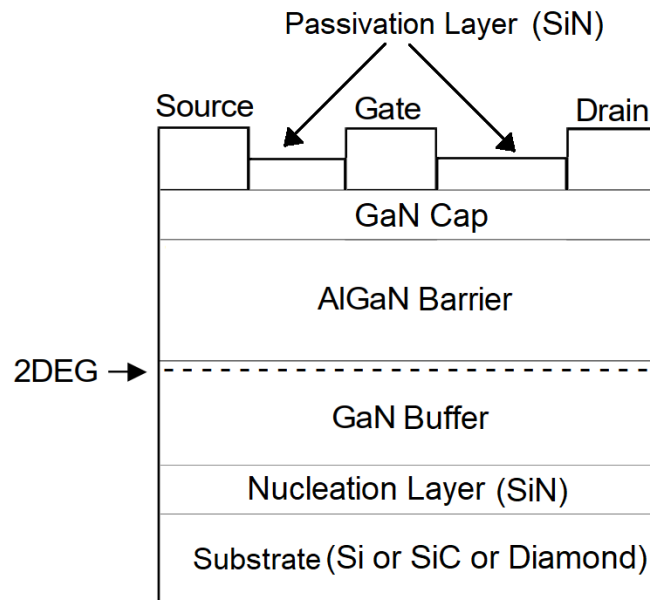 Passivation Layer (SiN)
Source Gate Drain
GaN Cap
AlGaN Barrier
2DEG
GaN Buffer
Nucleation Layer (SiN)
Substrate (Si or SiC or Diamond)